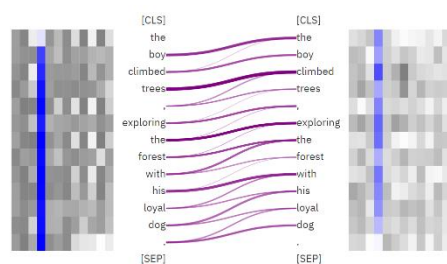 [CLS] [CLS]
the the
boy boy
climbed climbed
trees trees
, ,
exploring exploring
the the
forest forest
with with
his his
loyal loyal
dog dog
. .
[SEP] [SEP]